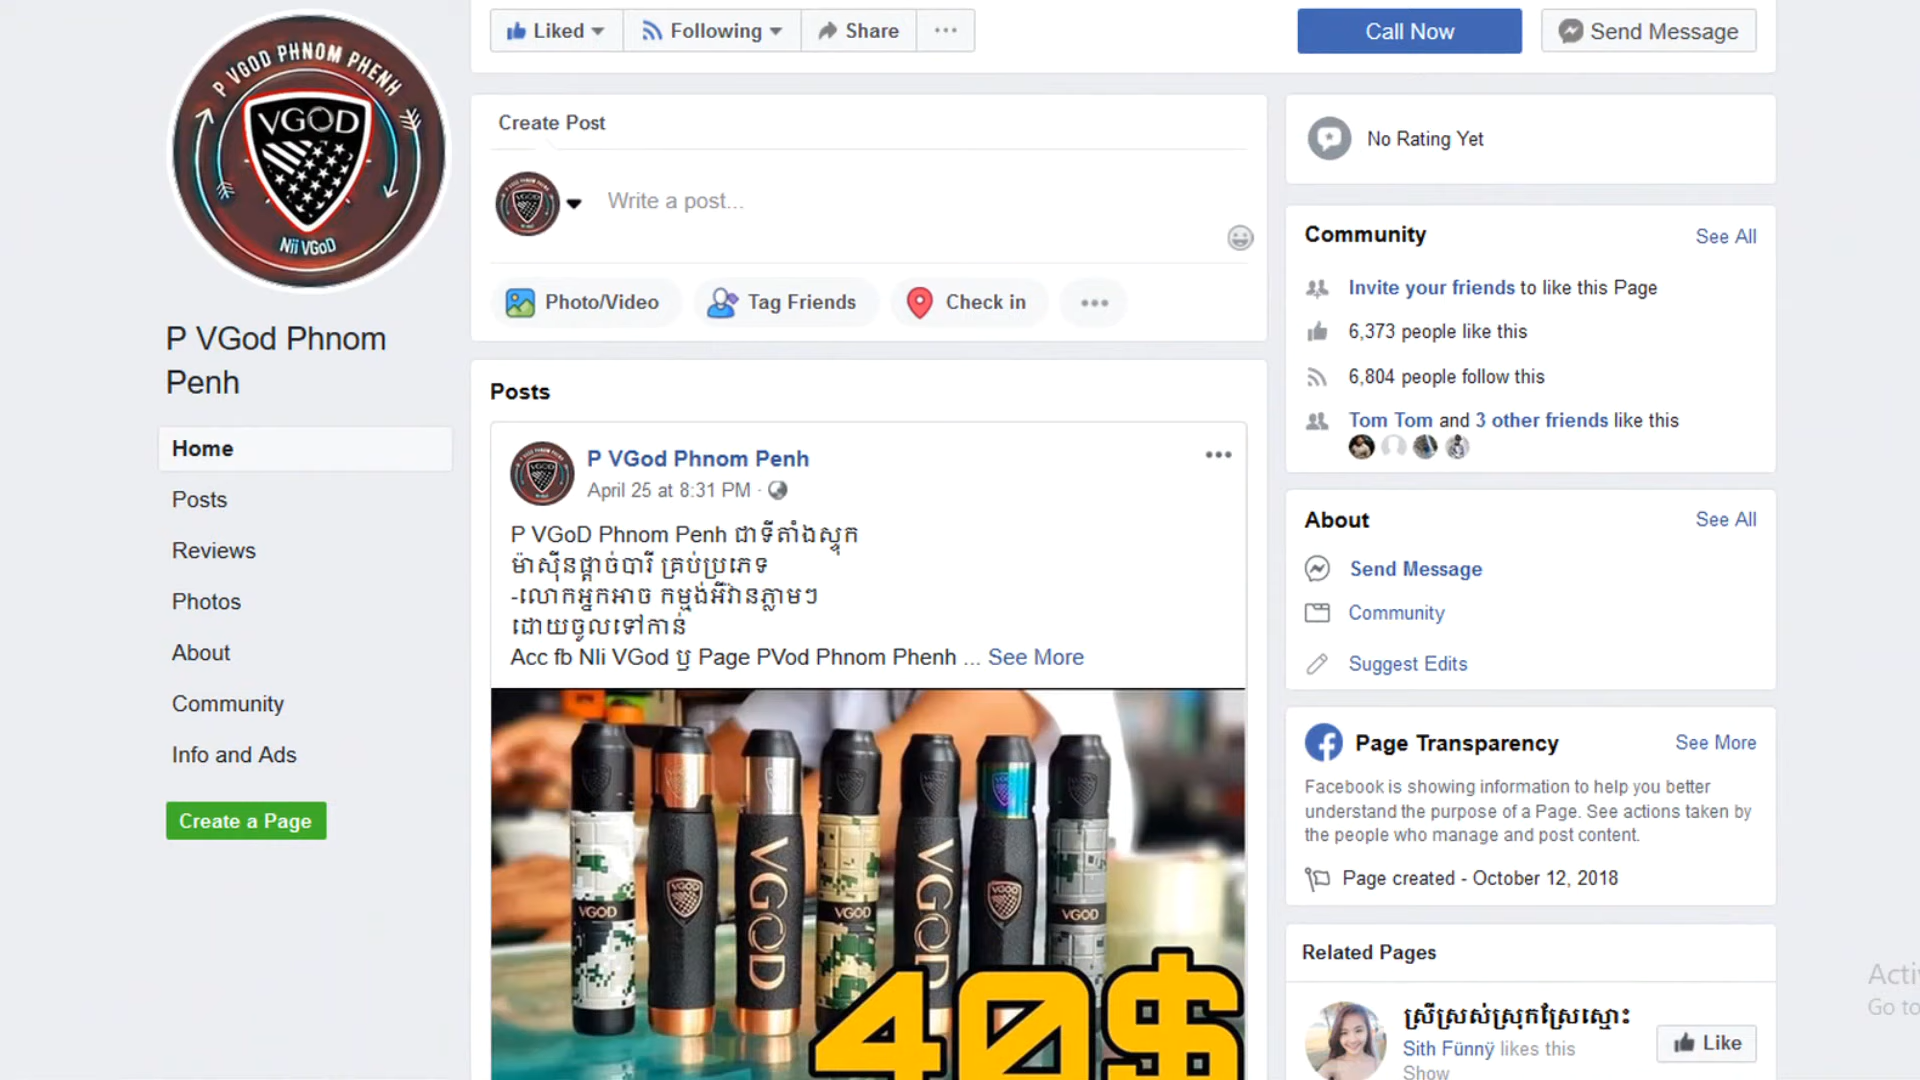 P VGOD PHNOM PHENH
VGOD
Nii VGoD
P VGod Phnom
Penh
Home
Posts
Reviews
Photos
About
Community
Info and Ads
Create a Page
Liked
Following
Share
Call Now
Send Message
Create Post
Write a post...
Photo/Video
Tag Friends
Check in
Posts
P VGod Phnom Penh
April 25 at 8:31 PM ·
P VGoD Phnom Penh ជាទីតាំងស្តុក
ម៉ាស៊ីនផ្តាច់បារី គ្រប់ប្រភេទ
-លោកអ្នកអាច កម្មង់អីវ៉ានភ្លាមៗ
ដោយចូលទៅកាន់
Acc fb NIi VGod ឬ Page PVod Phnom Phenh ... See More
VGOD
VGOD
VGOD
VGOD
VGOD
VGOD
VGOD
40$
No Rating Yet
Community
See All
Invite your friends to like this Page
6,373 people like this
6,804 people follow this
Tom Tom and 3 other friends like this
About
See All
Send Message
Community
Suggest Edits
Page Transparency
See More
Facebook is showing information to help you better
understand the purpose of a Page. See actions taken by
the people who manage and post content.
Page created - October 12, 2018
Related Pages
ស្រីស្រស់ស្រុកស្រែស្មោះ
Sith Fünnÿ likes this
Like
Show
Acti
Go to